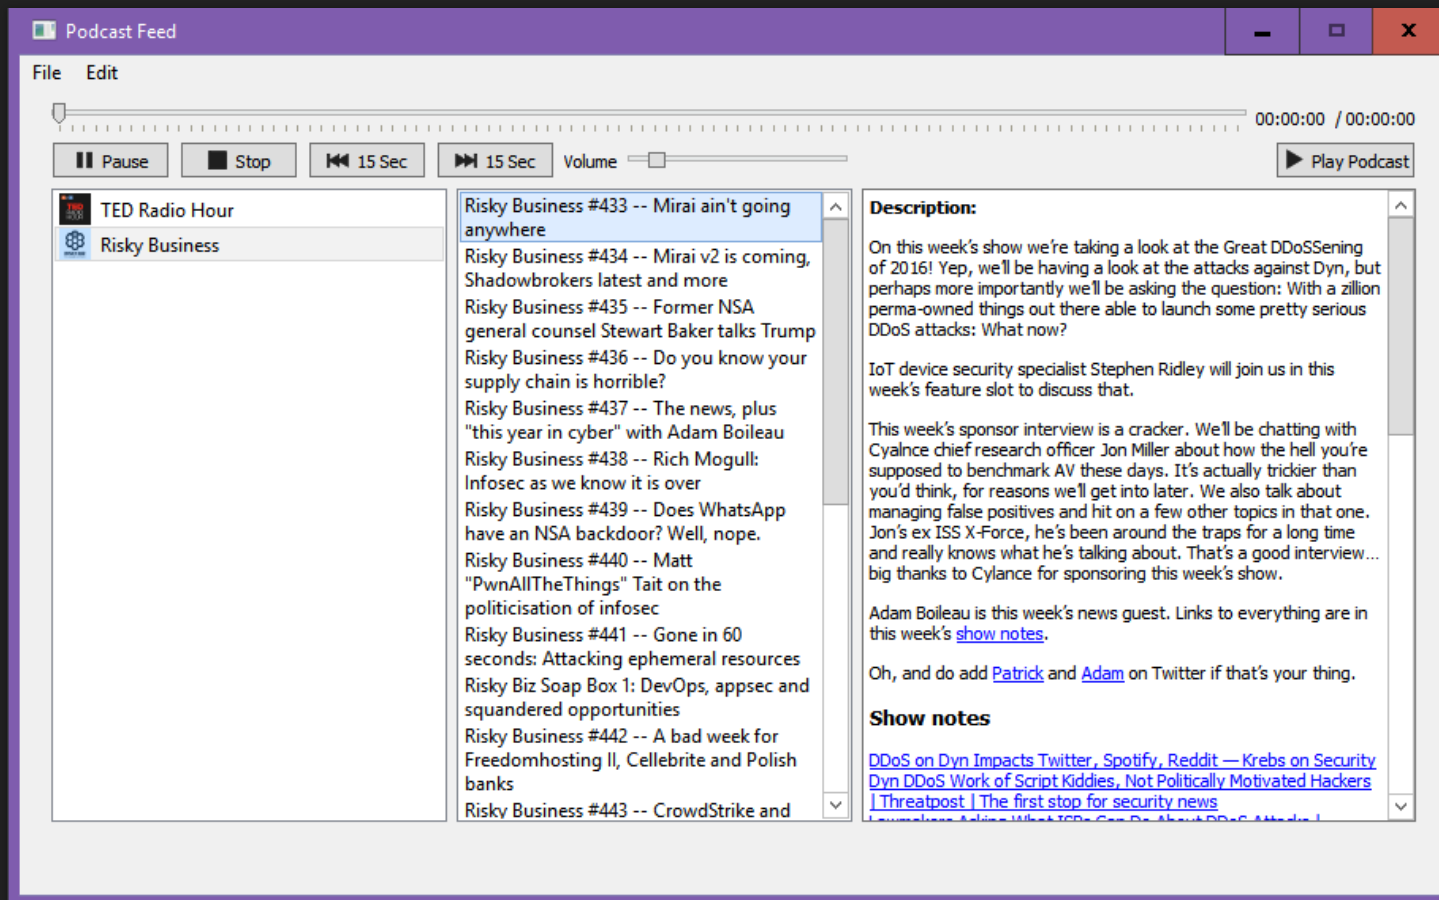 Podcast Feed
File Edit
00:00:00 / 00:00:00
Pause Stop 15 Sec 15 Sec Volume Play Podcast
TED Radio Hour
Risky Business
Risky Business #433 -- Mirai ain't going
anywhere
Risky Business #434 -- Mirai v2 is coming,
Shadowbrokers latest and more
Risky Business #435 -- Former NSA
general counsel Stewart Baker talks Trump
Risky Business #436 -- Do you know your
supply chain is horrible?
Risky Business #437 -- The news, plus
"this year in cyber" with Adam Boileau
Risky Business #438 -- Rich Mogull:
Infosec as we know it is over
Risky Business #439 -- Does WhatsApp
have an NSA backdoor? Well, nope.
Risky Business #440 -- Matt
"PwnAllTheThings" Tait on the
politicisation of infosec
Risky Business #441 -- Gone in 60
seconds: Attacking ephemeral resources
Risky Biz Soap Box 1: DevOps, appsec and
squandered opportunities
Risky Business #442 -- A bad week for
Freedomhosting II, Cellebrite and Polish
banks
Risky Business #443 -- CrowdStrike and
Description:
On this week's show we're taking a look at the Great DDoSSening
of 2016! Yep, we'll be having a look at the attacks against Dyn, but
perhaps more importantly we'll be asking the question: With a zillion
perma-owned things out there able to launch some pretty serious
DDoS attacks: What now?
IoT device security specialist Stephen Ridley will join us in this
week's feature slot to discuss that.
This week's sponsor interview is a cracker. We'll be chatting with
Cyalnce chief research officer Jon Miller about how the hell you're
supposed to benchmark AV these days. It's actually trickier than
you'd think, for reasons we'll get into later. We also talk about
managing false positives and hit on a few other topics in that one.
Jon's ex ISS X-Force, he's been around the traps for a long time
and really knows what he's talking about. That's a good interview...
big thanks to Cylance for sponsoring this week's show.
Adam Boileau is this week's news guest. Links to everything are in
this week's show notes.
Oh, and do add Patrick and Adam on Twitter if that's your thing.
Show notes
DDoS on Dyn Impacts Twitter, Spotify, Reddit — Krebs on Security
Dyn DDoS Work of Script Kiddies, Not Politically Motivated Hackers
| Threatpost | The first stop for security news
Lawmakers Asking What ISPs Can Do About DDoS Attacks |